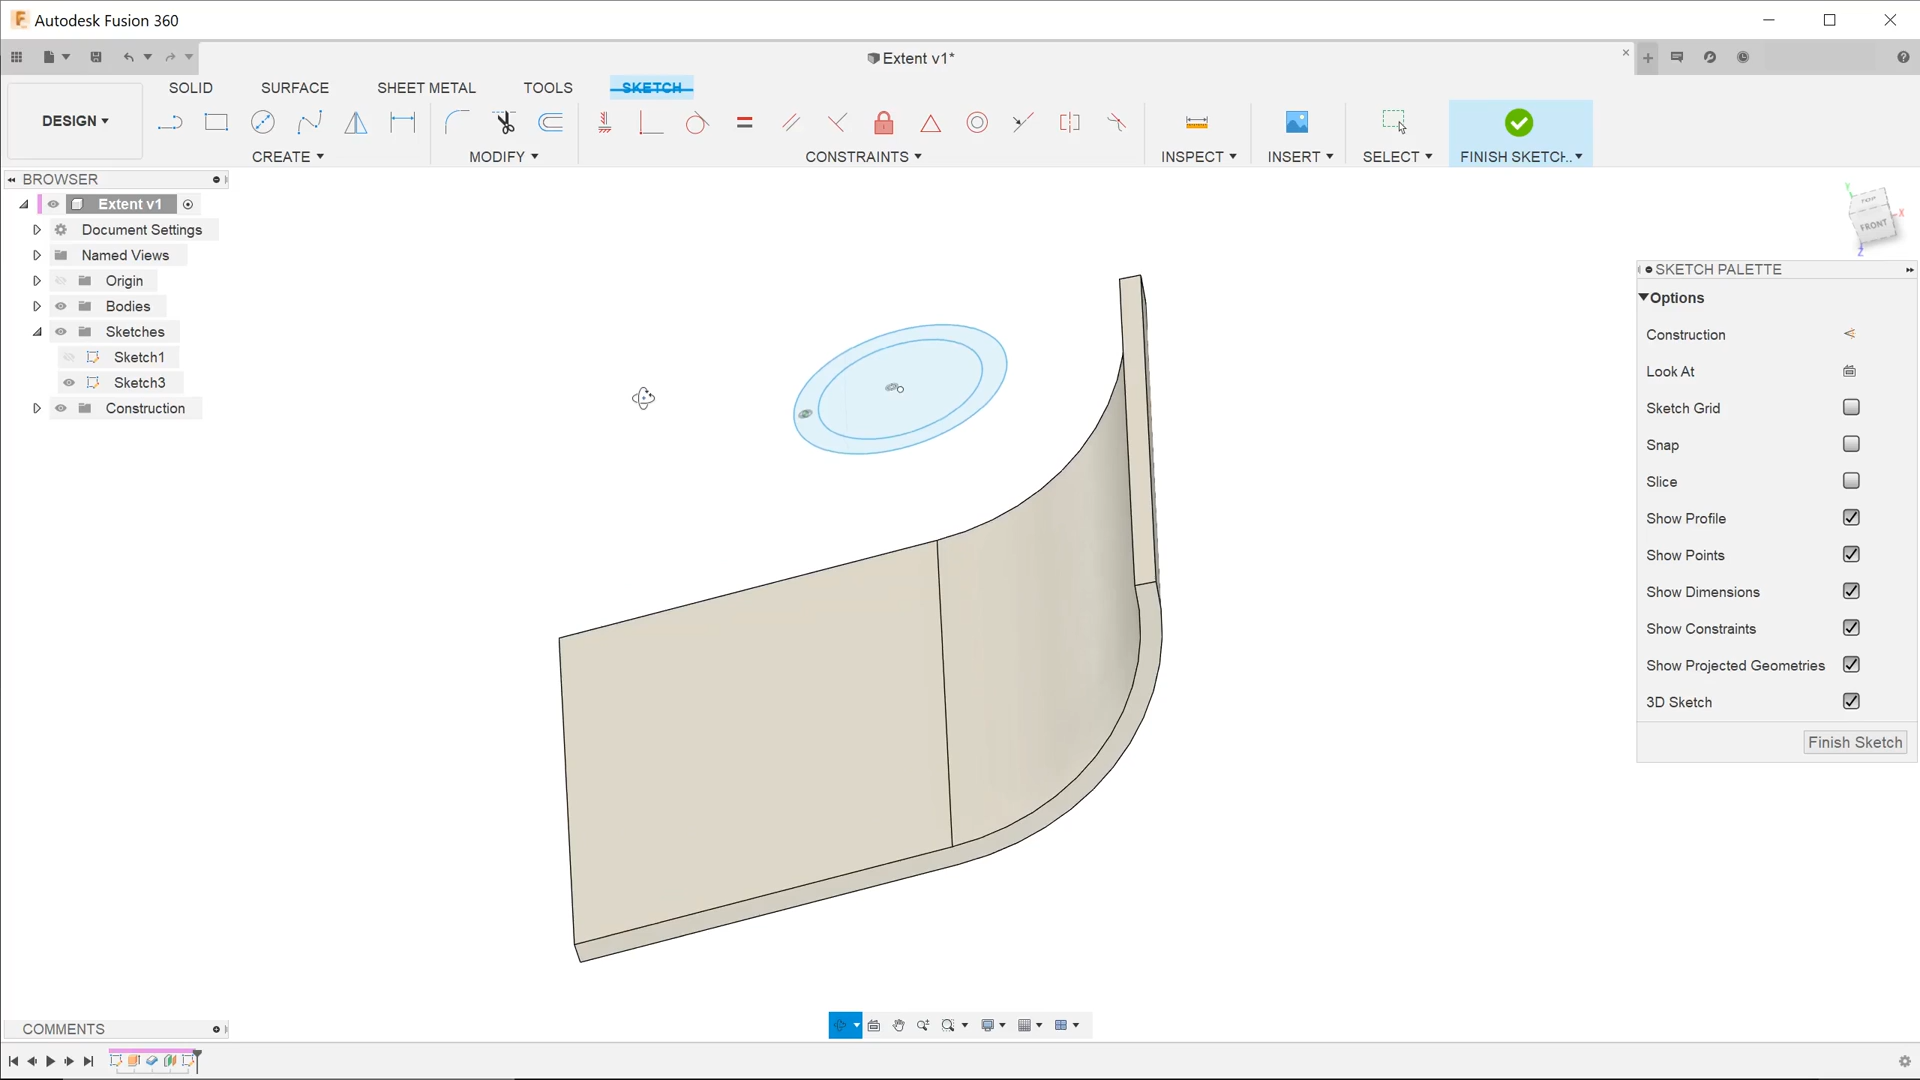 Autodesk Fusion 360
Extent v1*
SOLID SURFACE SHEET METAL TOOLS SKETCH
DESIGN
CREATE MODIFY CONSTRAINTS INSPECT INSERT SELECT FINISH SKETCH..
BROWSER
Extent v1
Document Settings
Named Views
Origin
Bodies
Sketches
Sketch1
Sketch3
Construction
TOP
FRONT
Y
X
Z
SKETCH PALETTE
Options
Construction
Look At
Sketch Grid
Snap
Slice
Show Profile
Show Points
Show Dimensions
Show Constraints
Show Projected Geometries
3D Sketch
Finish Sketch
COMMENTS